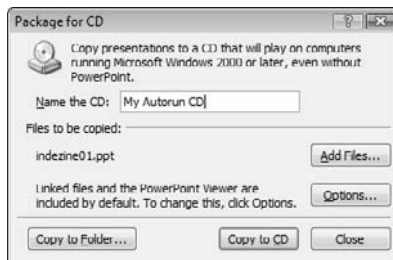 Package for CD
Copy presentations to a CD that will play on computers
running Microsoft Windows 2000 or later, even without
PowerPoint.
Name the CD: My Autorun CD
Files to be copied:
indezine01.ppt
Add Files...
Linked files and the PowerPoint Viewer are
included by default. To change this, click Options.
Options...
Copy to Folder...
Copy to CD
Close